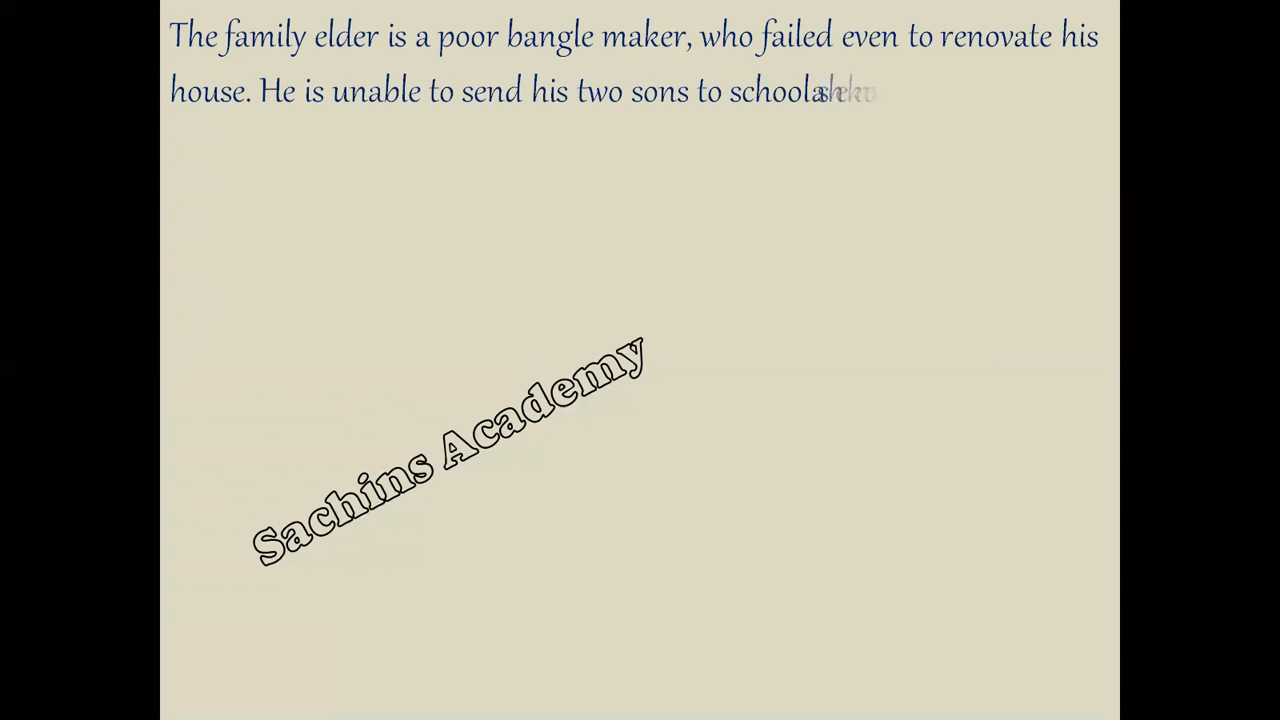 The family elder is a poor bangle maker, who failed even to renovate his
house. He is unable to send his two sons to school
Sachins Academy